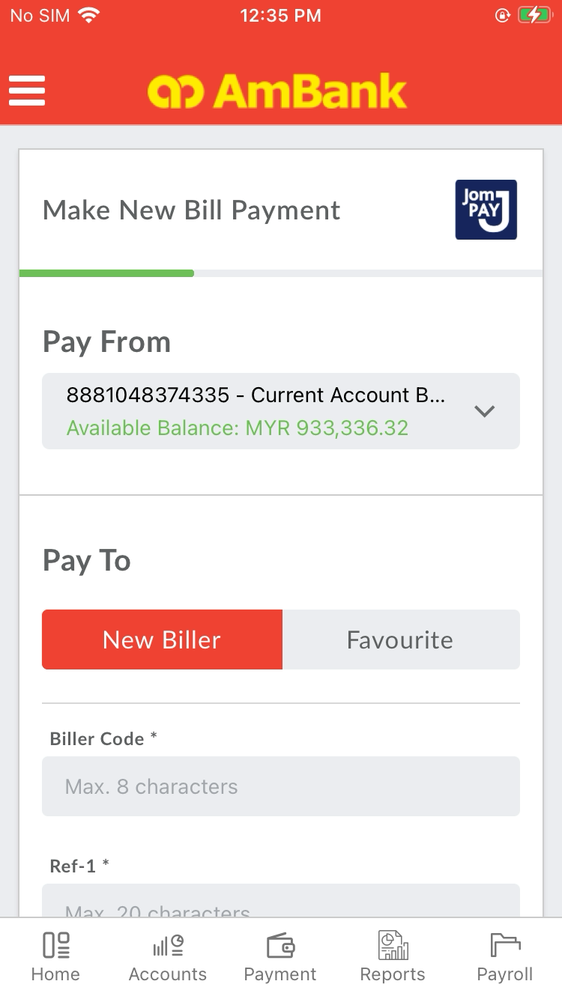 No SIM 12:35 PM
AmBank
Make New Bill Payment
Jom
PAY
J
Pay From
8881048374335 - Current Account B...
Available Balance: MYR 933,336.32
Pay To
New Biller Favourite
Biller Code *
Max. 8 characters
Ref-1 *
Max. 20 characters
Home Accounts Payment Reports Payroll